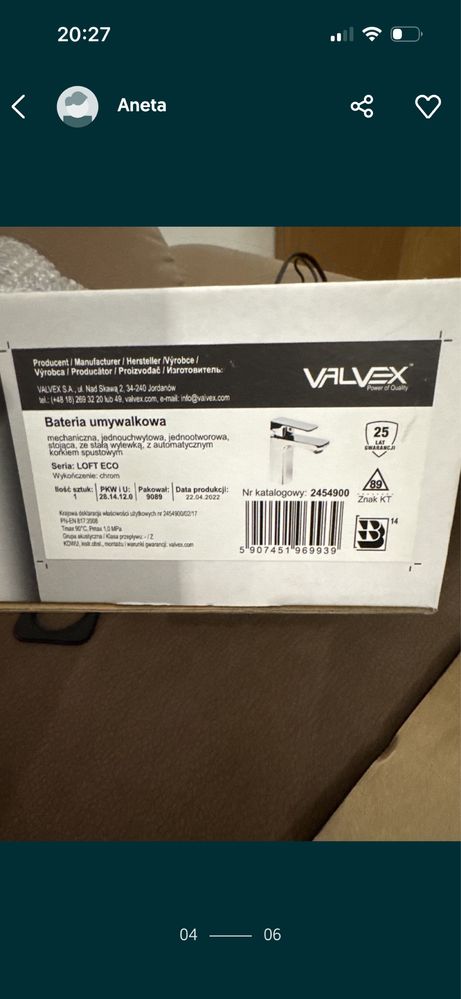 20:27
Aneta
Producent / Manufacturer / Hersteller /Výrobce /
Výrobca / Producător / Proizvođač / Изготовитель:
VALVEX S.A., ul. Nad Skawą 2, 34-240 Jordanów
tel.: (+48 18) 269 32 20 lub 49, valvex.com, e-mail: info@valvex.com
VALVEX
Power of Quality
Bateria umywalkowa
mechaniczna, jednouchwytowa, jednootworowa,
stojąca, ze stałą wylewką, z automatycznym
korkiem spustowym
Seria: LOFT ECO
Wykończenie: chrom
25
LAT
GWARANCJI
89
Znak KT
Ilość sztuk: PKW i U: Pakował: Data produkcji:
1 28.14.12.0 9089 22.04.2022
Nr katalogowy: 2454900
Krajowa deklaracja właściwości użytkowych nr 2454900/02/17
PN-EN 817:2008
Tmax 90°C, Pmax 1,0 MPa
Grupa akustyczna / Klasa przepływu: - / Z
KDWU, instr.obsł., montażu i warunki gwarancji: valvex.com
5 907451 969939
B 14
04 06